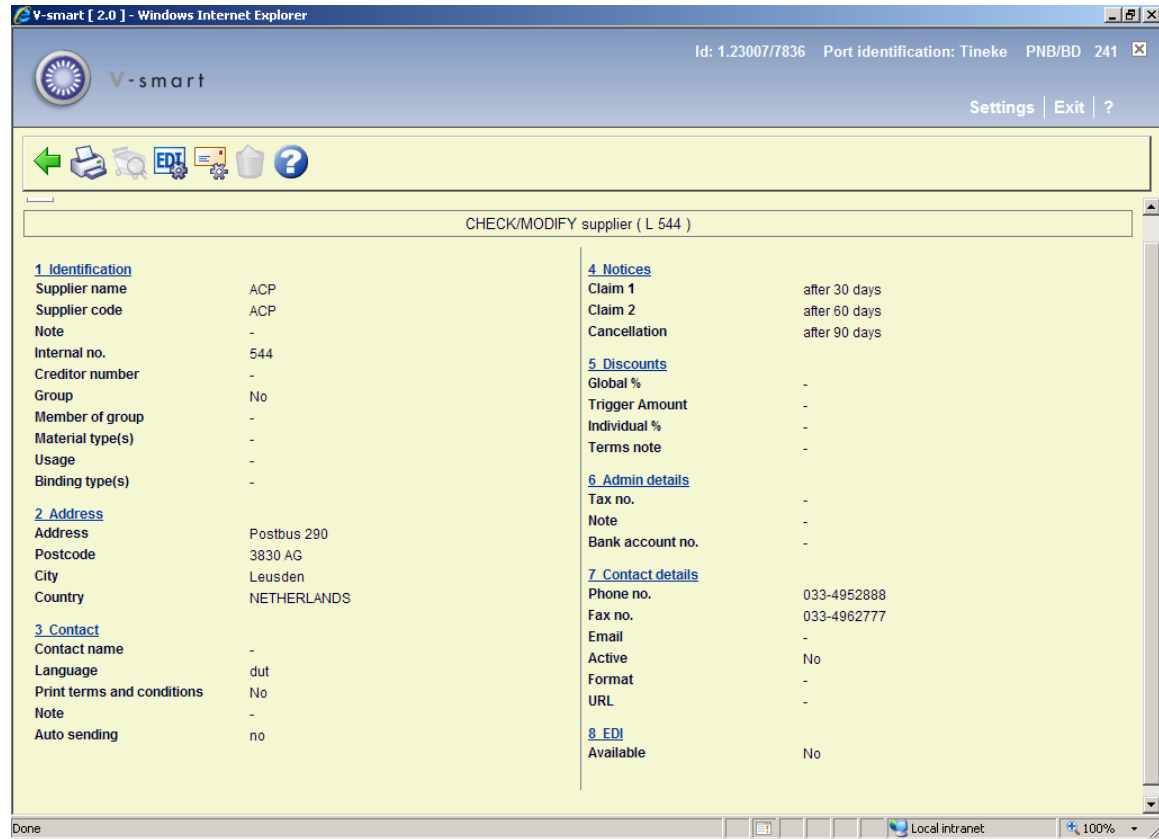 V-smart [ 2.0 ] - Windows Internet Explorer
Id: 1.23007/7836 Port identification: Tineke PNB/BD 241
V-smart
Settings Exit ?
EDI ?
CHECK/MODIFY supplier ( L 544 )
1 Identification
Supplier name ACP
Supplier code ACP
Note -
Internal no. 544
Creditor number -
Group No
Member of group -
Material type(s) -
Usage -
Binding type(s) -
2 Address
Address Postbus 290
Postcode 3830 AG
City Leusden
Country NETHERLANDS
3 Contact
Contact name -
Language dut
Print terms and conditions No
Note -
Auto sending no
4 Notices
Claim 1 after 30 days
Claim 2 after 60 days
Cancellation after 90 days
5 Discounts
Global % -
Trigger Amount -
Individual % -
Terms note -
6 Admin details
Tax no. -
Note -
Bank account no. -
7 Contact details
Phone no. 033-4952888
Fax no. 033-4962777
Email -
Active No
Format -
URL -
8 EDI
Available No
Done Local intranet 100%